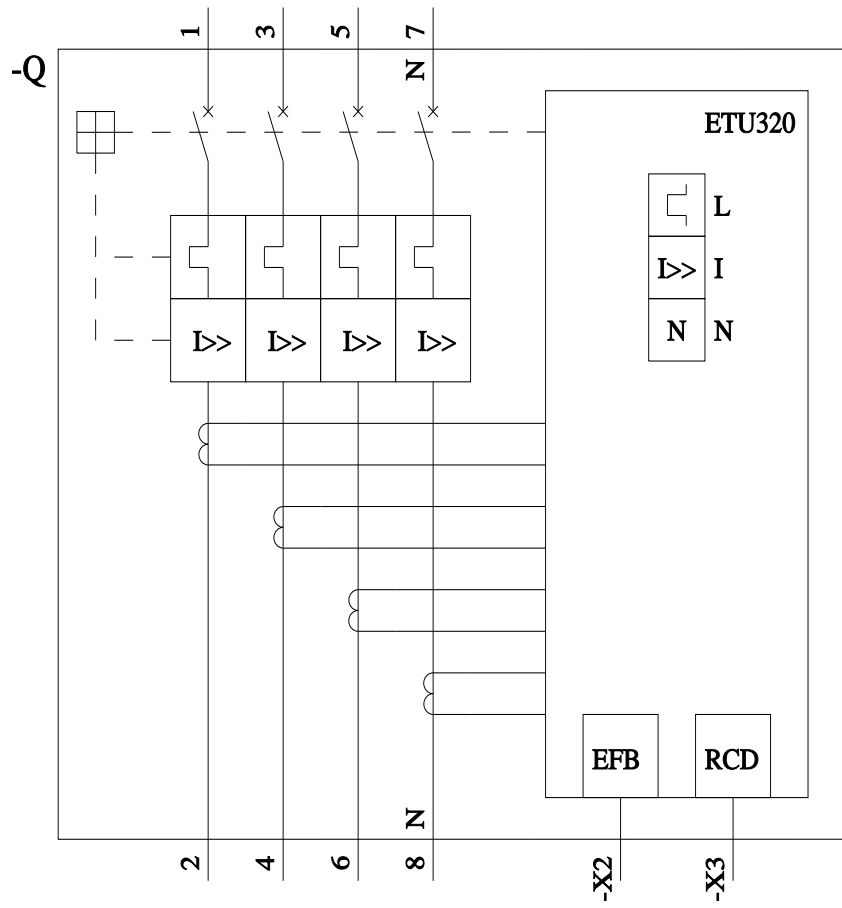 1 3 5 7
-Q
N
ETU320
L
I>> I
N N
I>> I>> I>> I>>
EFB RCD
N
2 4 6 8 -X2 -X3